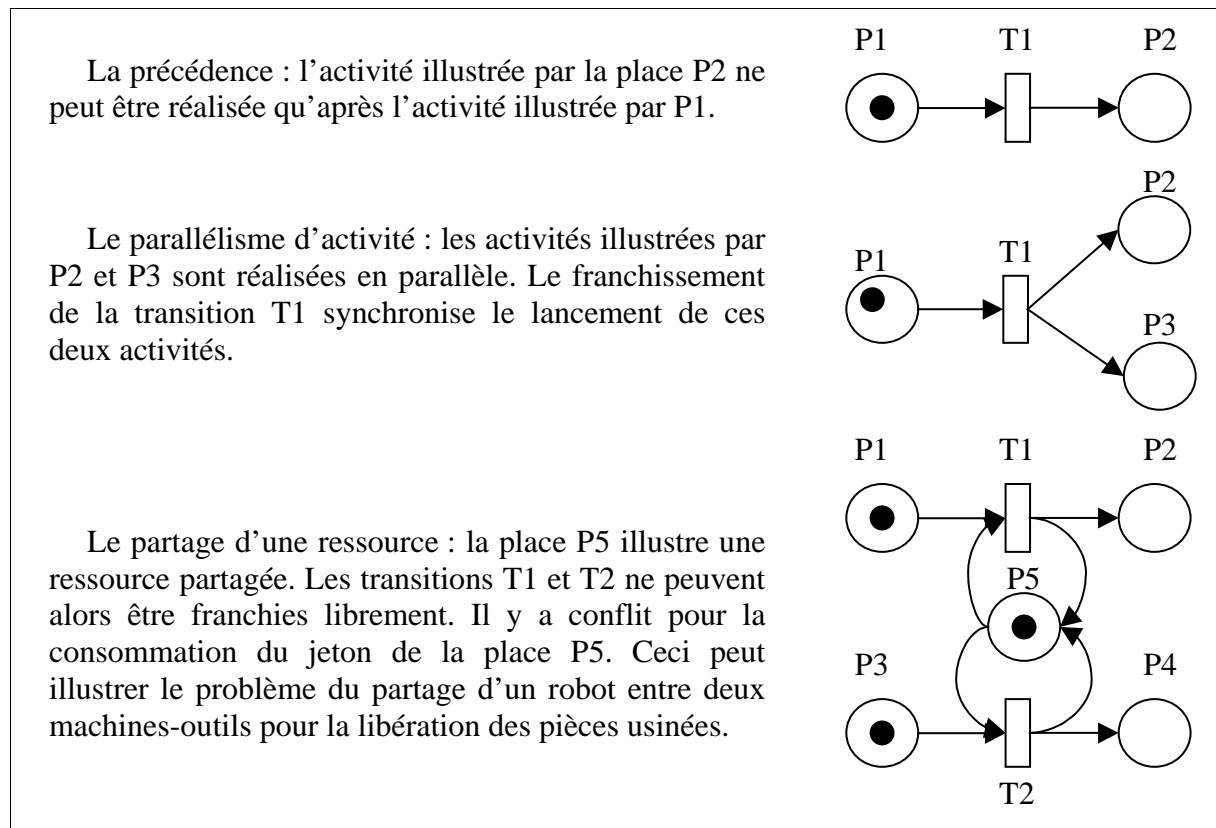 P1 T1 P2
La précédence : l’activité illustrée par la place P2 ne
peut être réalisée qu’après l’activité illustrée par P1.
P2
Le parallélisme d’activité : les activités illustrées par
P2 et P3 sont réalisées en parallèle. Le franchissement
de la transition T1 synchronise le lancement de ces
deux activités.
P1 T1
P3
P1 T1 P2
Le partage d’une ressource : la place P5 illustre une
ressource partagée. Les transitions T1 et T2 ne peuvent
alors être franchies librement. Il y a conflit pour la
consommation du jeton de la place P5. Ceci peut
illustrer le problème du partage d’un robot entre deux
machines-outils pour la libération des pièces usinées.
P5
P3 P4
T2